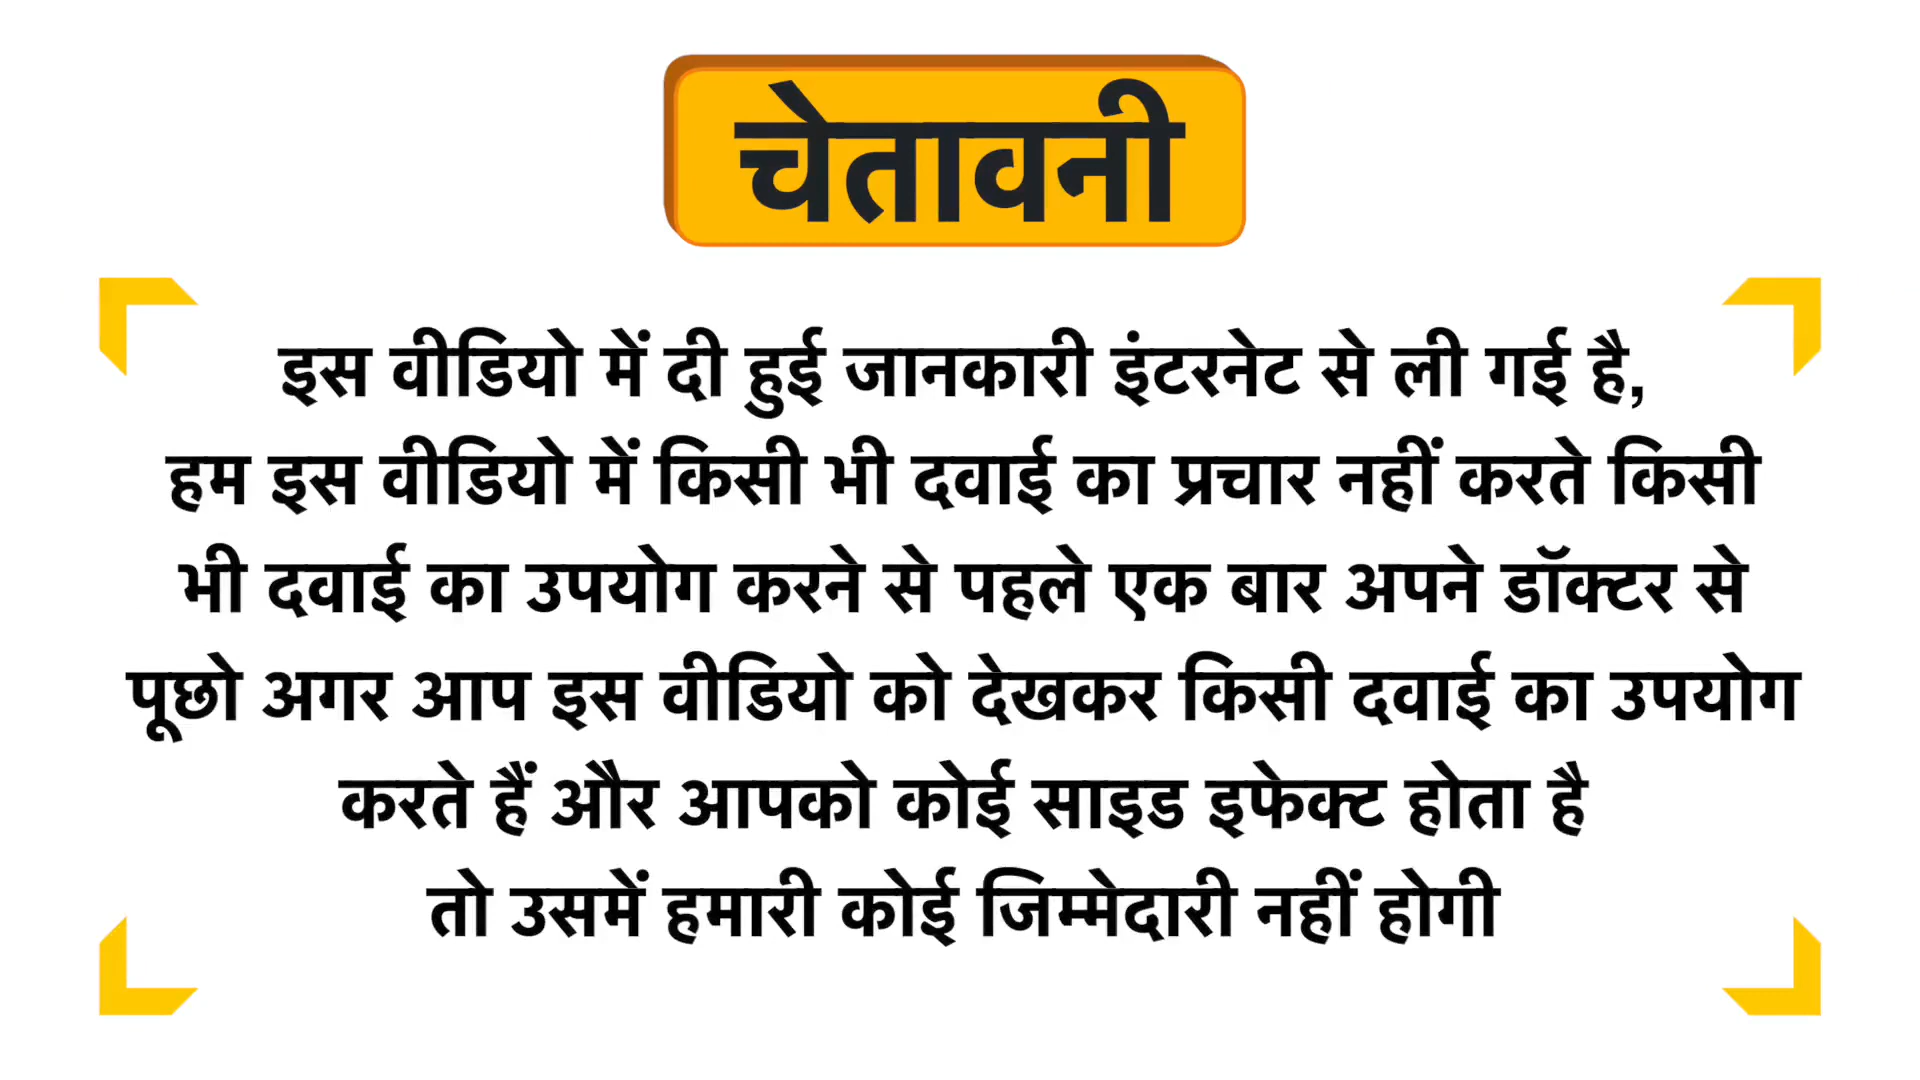 चेतावनी
इस वीडियो में दी हुई जानकारी इंटरनेट से ली गई है,
हम इस वीडियो में किसी भी दवाई का प्रचार नहीं करते किसी
भी दवाई का उपयोग करने से पहले एक बार अपने डॉक्टर से
पूछो अगर आप इस वीडियो को देखकर किसी दवाई का उपयोग
करते हैं और आपको कोई साइड इफेक्ट होता है
तो उसमें हमारी कोई जिम्मेदारी नहीं होगी